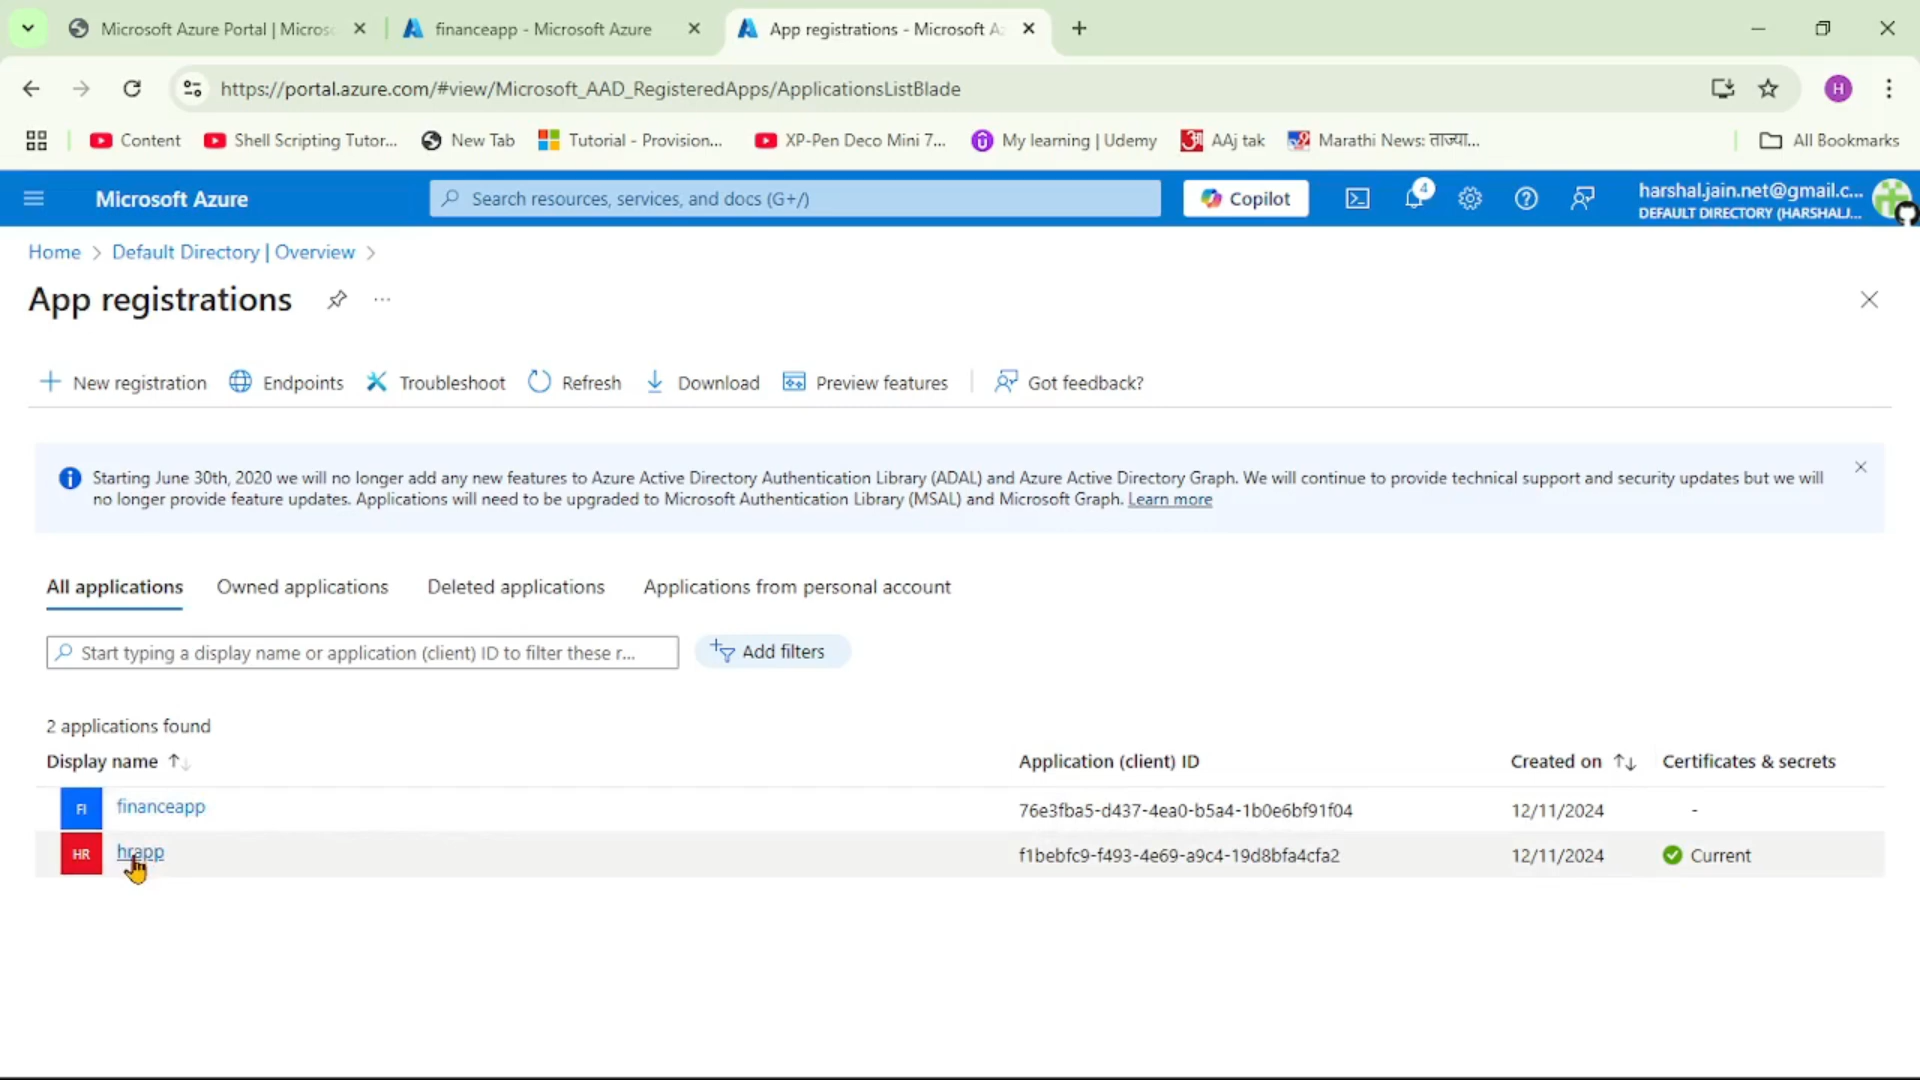 Microsoft Azure Portal | Micros
financeapp - Microsoft Azure
App registrations - Microsoft A
https://portal.azure.com/#view/Microsoft_AAD_RegisteredApps/ApplicationsListBlade
H
Content
Shell Scripting Tutor...
New Tab
Tutorial - Provision...
XP-Pen Deco Mini 7...
My learning | Udemy
AAj tak
Marathi News: ताज्या...
All Bookmarks
Microsoft Azure
Search resources, services, and docs (G+/)
Copilot
4
harshal.jain.net@gmail.c...
DEFAULT DIRECTORY (HARSHALJ...
Home > Default Directory | Overview >
App registrations
New registration
Endpoints
Troubleshoot
Refresh
Download
Preview features
Got feedback?
Starting June 30th, 2020 we will no longer add any new features to Azure Active Directory Authentication Library (ADAL) and Azure Active Directory Graph. We will continue to provide technical support and security updates but we will
no longer provide feature updates. Applications will need to be upgraded to Microsoft Authentication Library (MSAL) and Microsoft Graph. Learn more
All applications
Owned applications
Deleted applications
Applications from personal account
Start typing a display name or application (client) ID to filter these r...
Add filters
2 applications found
Display name
Application (client) ID
Created on
Certificates & secrets
FI
financeapp
76e3fba5-d437-4ea0-b5a4-1b0e6bf91f04
12/11/2024
-
HR
hrapp
f1bebfc9-f493-4e69-a9c4-19d8bfa4cfa2
12/11/2024
Current